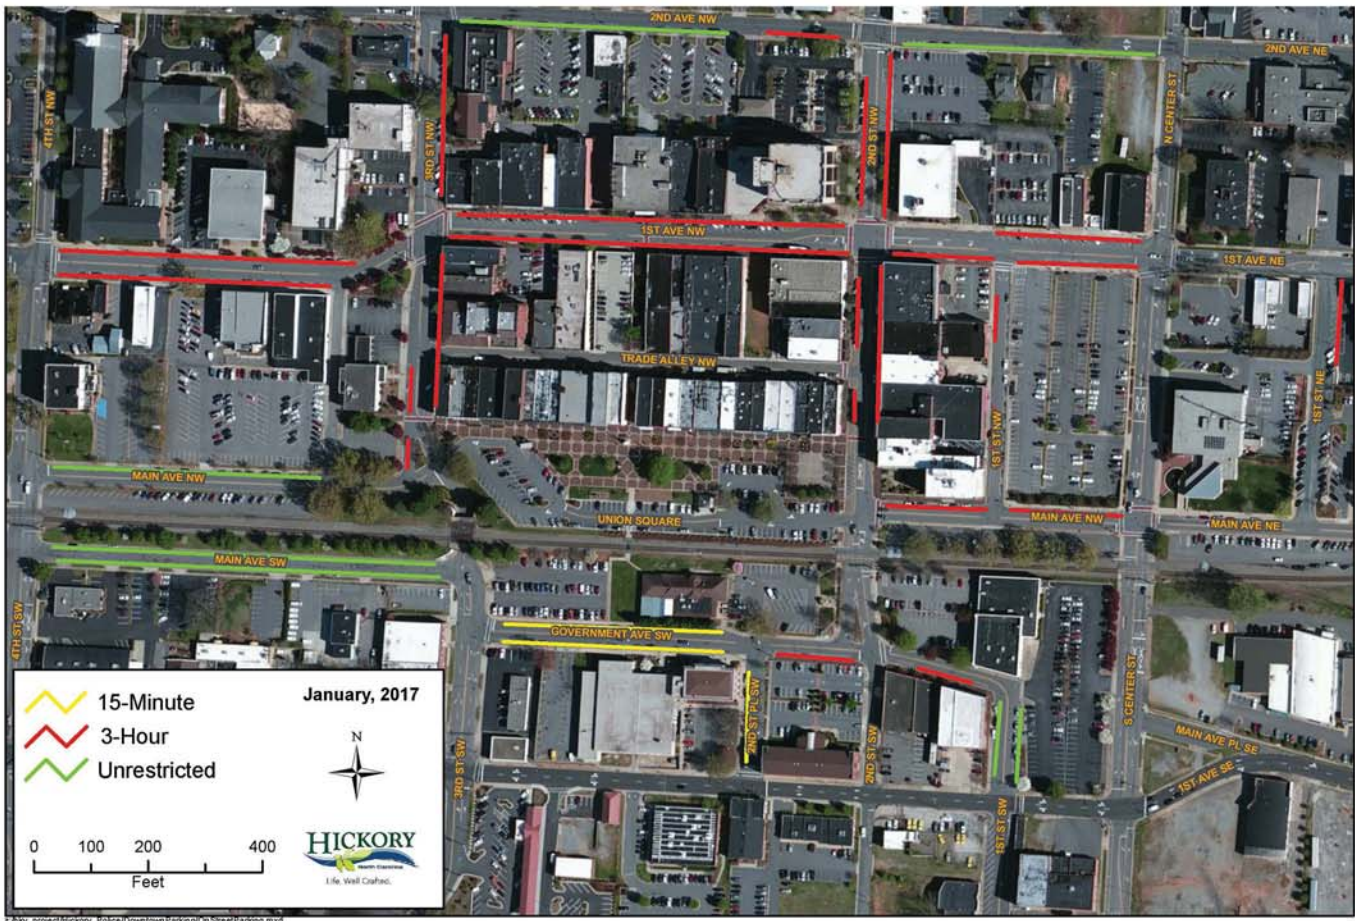 2ND AVE NW
2ND AVE NE
4TH ST NW
3RD ST NW
2ND ST NW
N CENTER ST
1ST AVE NW
1ST AVE NE
TRADE ALLEY NW
1ST ST NW
1ST ST NE
MAIN AVE NW
UNION SQUARE
MAIN AVE NW
MAIN AVE NE
MAIN AVE SW
4TH ST SW
GOVERNMENT AVE SW
2ND ST PL SW
2ND ST SW
S CENTER ST
MAIN AVE PL SE
1ST AVE SE
3RD ST SW
1ST ST SW
15-Minute
3-Hour
Unrestricted
January, 2017
N
0 100 200 400
Feet
HICKORY
North Carolina
Life. Well Crafted.